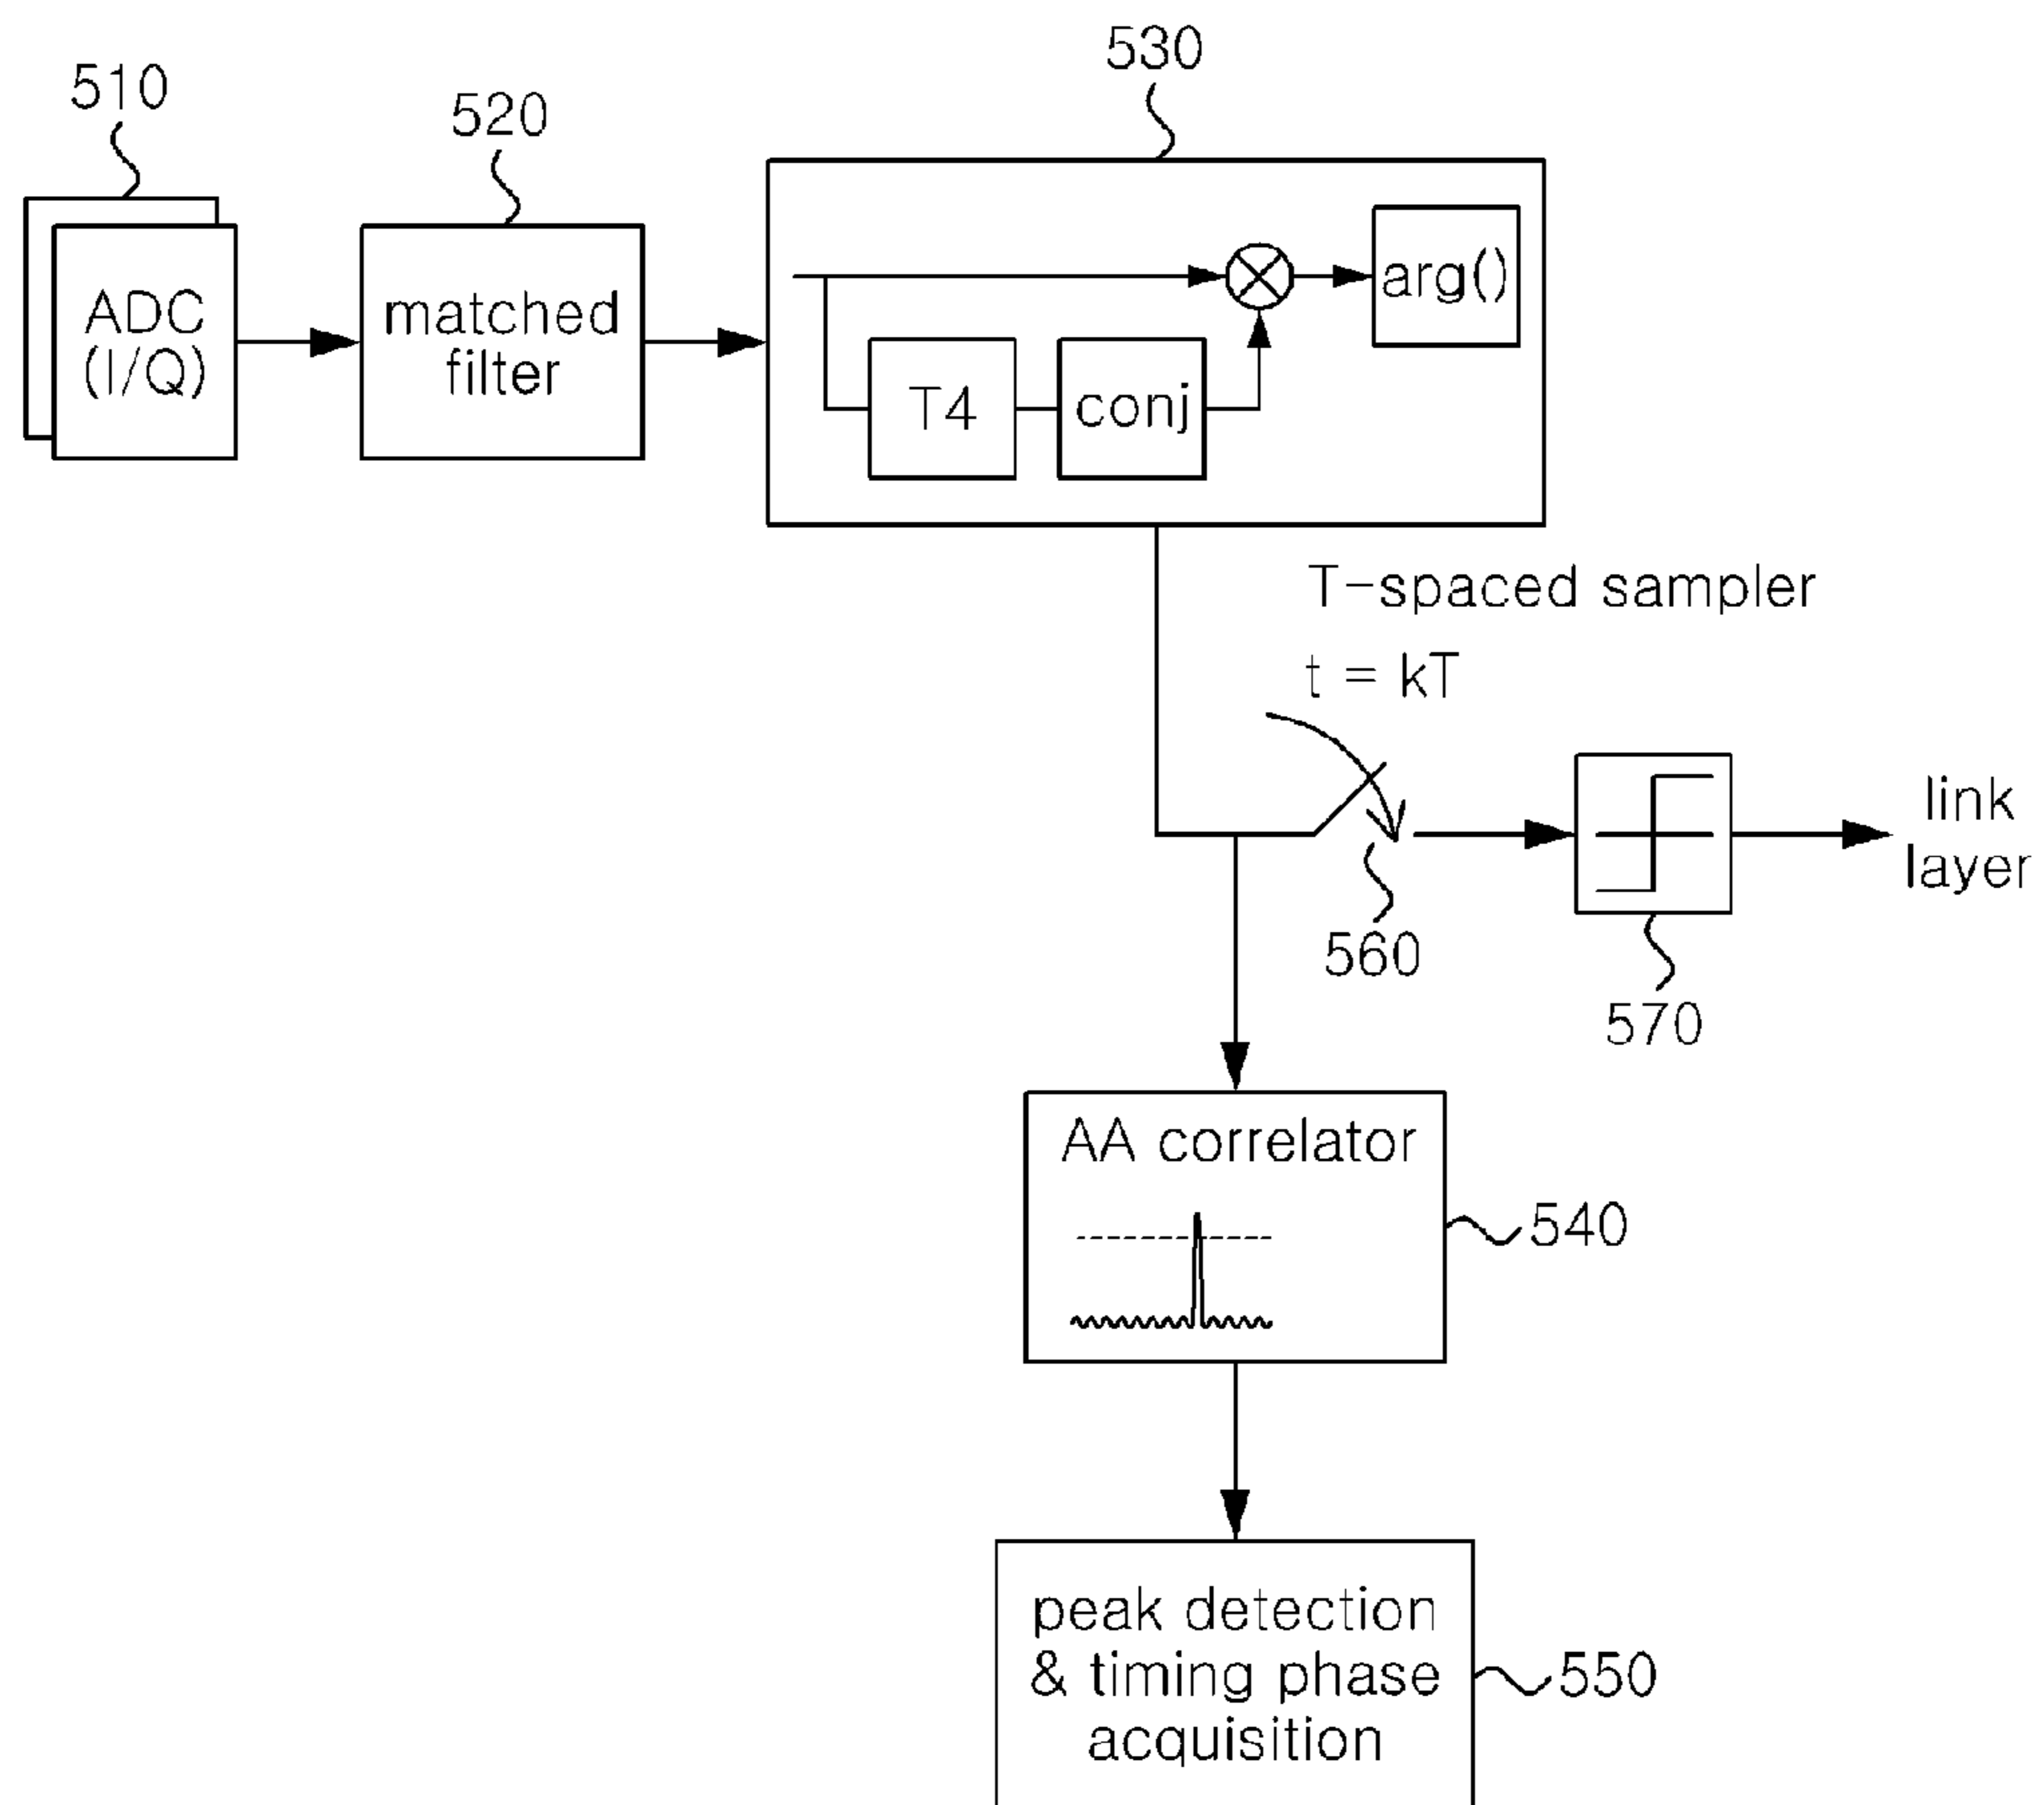 530
510
520
ADC
(I/Q)
matched
filter
arg()
T4
conj
T-spaced sampler
t = kT
link
layer
560
570
AA correlator
540
peak detection
& timing phase
acquisition
550